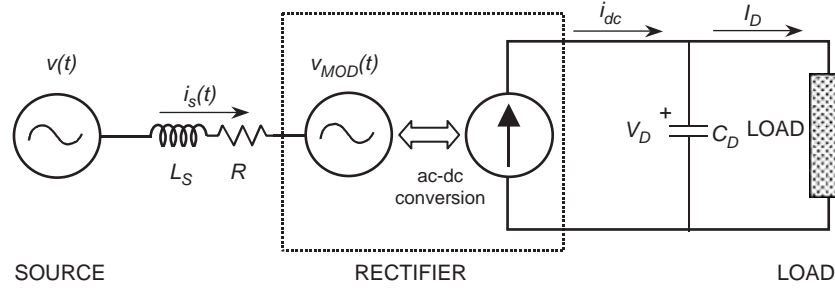 i_dc I_D
v(t) v_MOD(t)
i_s(t)
+
V_D C_D LOAD
L_S R ac-dc
conversion
SOURCE RECTIFIER LOAD